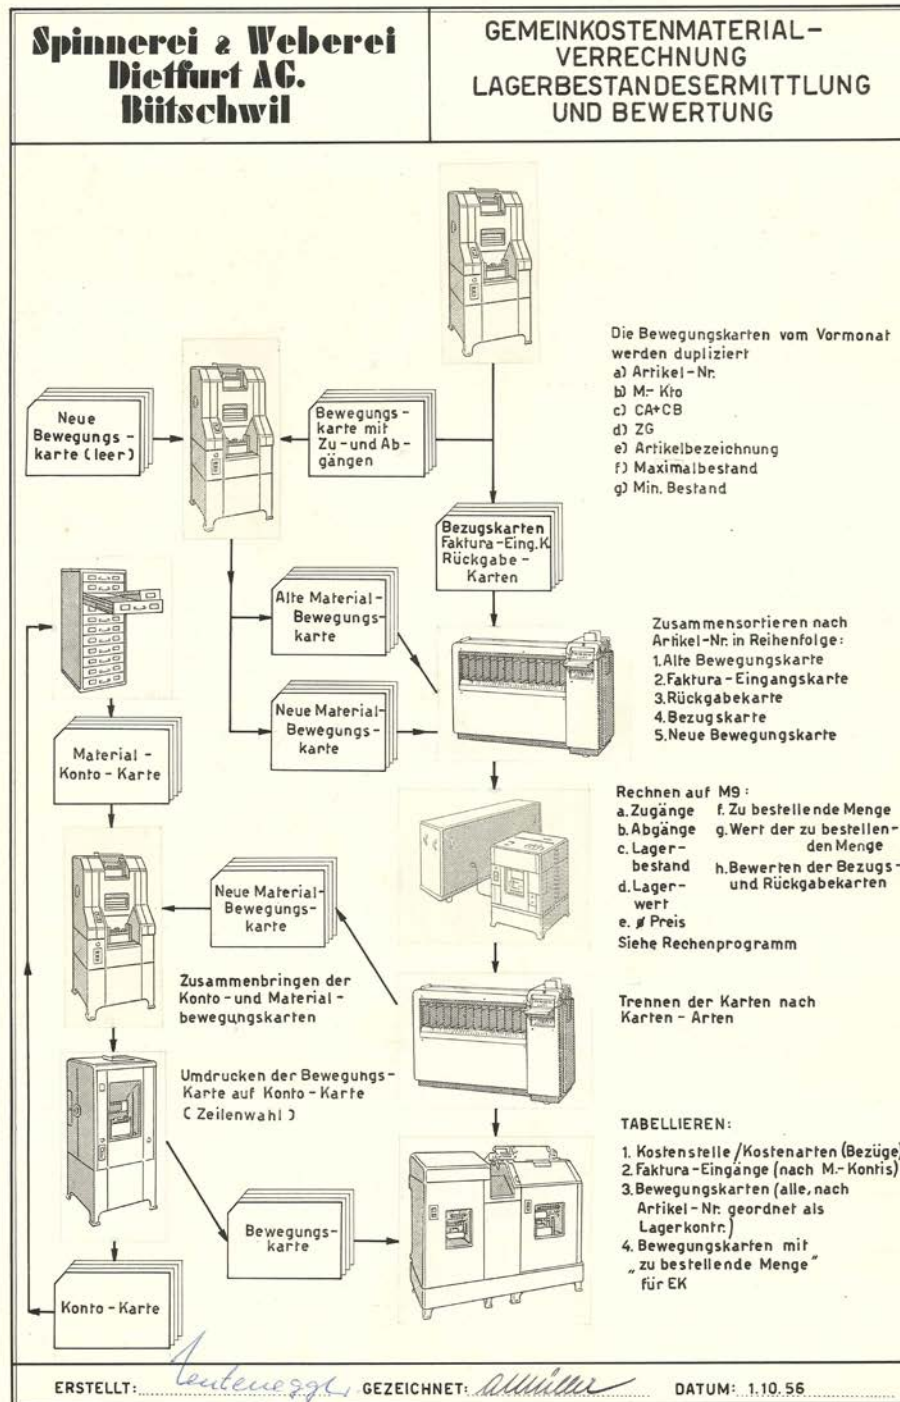 Spinnerei & Weberei
Dietfurt AG.
Bütschwil
GEMEINKOSTENMATERIAL-
VERRECHNUNG
LAGERBESTANDESERMITTLUNG
UND BEWERTUNG
Die Bewegungskarten vom Vormonat
werden dupliziert
a) Artikel-Nr.
b) M.- Kto
c) CA+CB
d) ZG
e) Artikelbezeichnung
f) Maximalbestand
g) Min. Bestand
Neue
Bewegungs-
karte (leer)
Bewegungs-
karte mit
Zu-und Ab-
gängen
Bezugskarten
Faktura-Eing.K
Rückgabe-
Karten
Alte Material-
Bewegungs-
karte
Zusammensortieren nach
Artikel-Nr. in Reihenfolge:
1.Alte Bewegungskarte
2.Faktura-Eingangskarte
3.Rückgabekarte
4.Bezugskarte
5.Neue Bewegungskarte
Neue Material-
Bewegungs-
karte
Material-
Konto-Karte
Rechnen auf M9:
a.Zugänge
b.Abgänge
c.Lager-
bestand
d.Lager-
wert
e. ø Preis
f. Zu bestellende Menge
g.Wert der zu bestellen-
den Menge
h.Bewerten der Bezugs-
und Rückgabekarten
Siehe Rechenprogramm
Neue Material-
Bewegungs-
karte
Zusammenbringen der
Konto-und Material-
bewegungskarten
Trennen der Karten nach
Karten-Arten
Umdrucken der Bewegungs-
Karte auf Konto-Karte
(Zeilenwahl)
TABELLIEREN:
1. Kostenstelle/Kostenarten (Bezüge)
2. Faktura-Eingänge (nach M.-Kontis)
3. Bewegungskarten (alle, nach
Artikel-Nr. geordnet als
Lagerkontr.)
4. Bewegungskarten mit
„zu bestellende Menge"
für EK
Bewegungs-
karte
Konto-Karte
ERSTELLT: GEZEICHNET: DATUM: 1.10.56